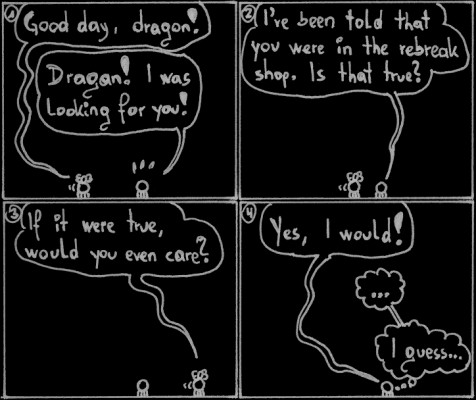 1
Good day, dragon!
Dragan! I was
looking for you!
2
I've been told that
you were in the rebreak
shop. Is that true?
3
If it were true,
would you even care?
4
Yes, I would!
...
I guess...